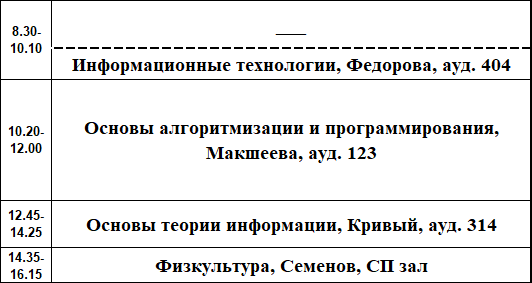 8.30-
10.10
___
Информационные технологии, Федорова, ауд. 404
10.20-
12.00
Основы алгоритмизации и программирования,
Макшеева, ауд. 123
12.45-
14.25
Основы теории информации, Кривый, ауд. 314
14.35-
16.15
Физкультура, Семенов, СП зал